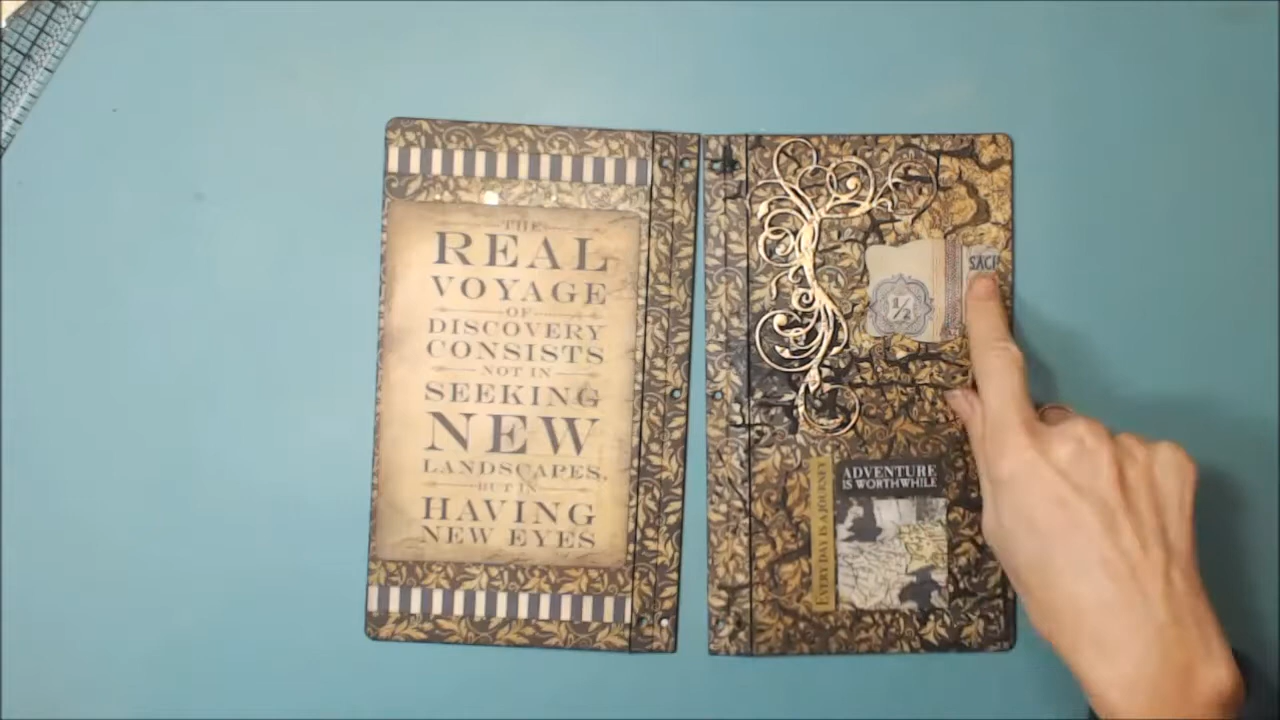 THE
REAL
VOYAGE
OF
DISCOVERY
CONSISTS
NOT IN
SEEKING
NEW
LANDSCAPES,
BUT IN
HAVING
NEW EYES
1/2
EVERY DAY IS A JOURNEY
ADVENTURE
IS WORTHWHILE